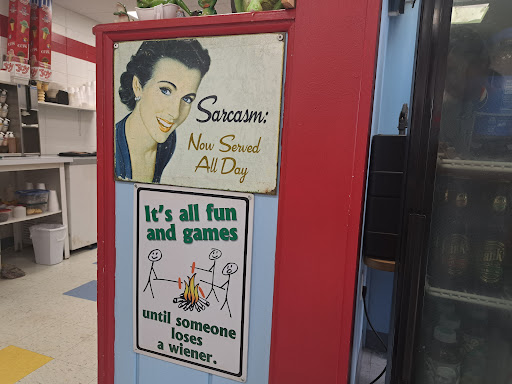 Sarcasm:
Now Served
All Day
It's all fun
and games
until someone
loses
a wiener.